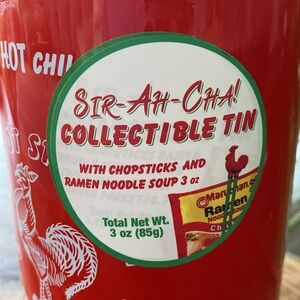 HOT CHI
SIR-AH-CHA!
COLLECTIBLE TIN
WITH CHOPSTICKS AND
RAMEN NOODLE SOUP 3 OZ
Total Net Wt.
3 oz (85g)
Maruchan
Ramen